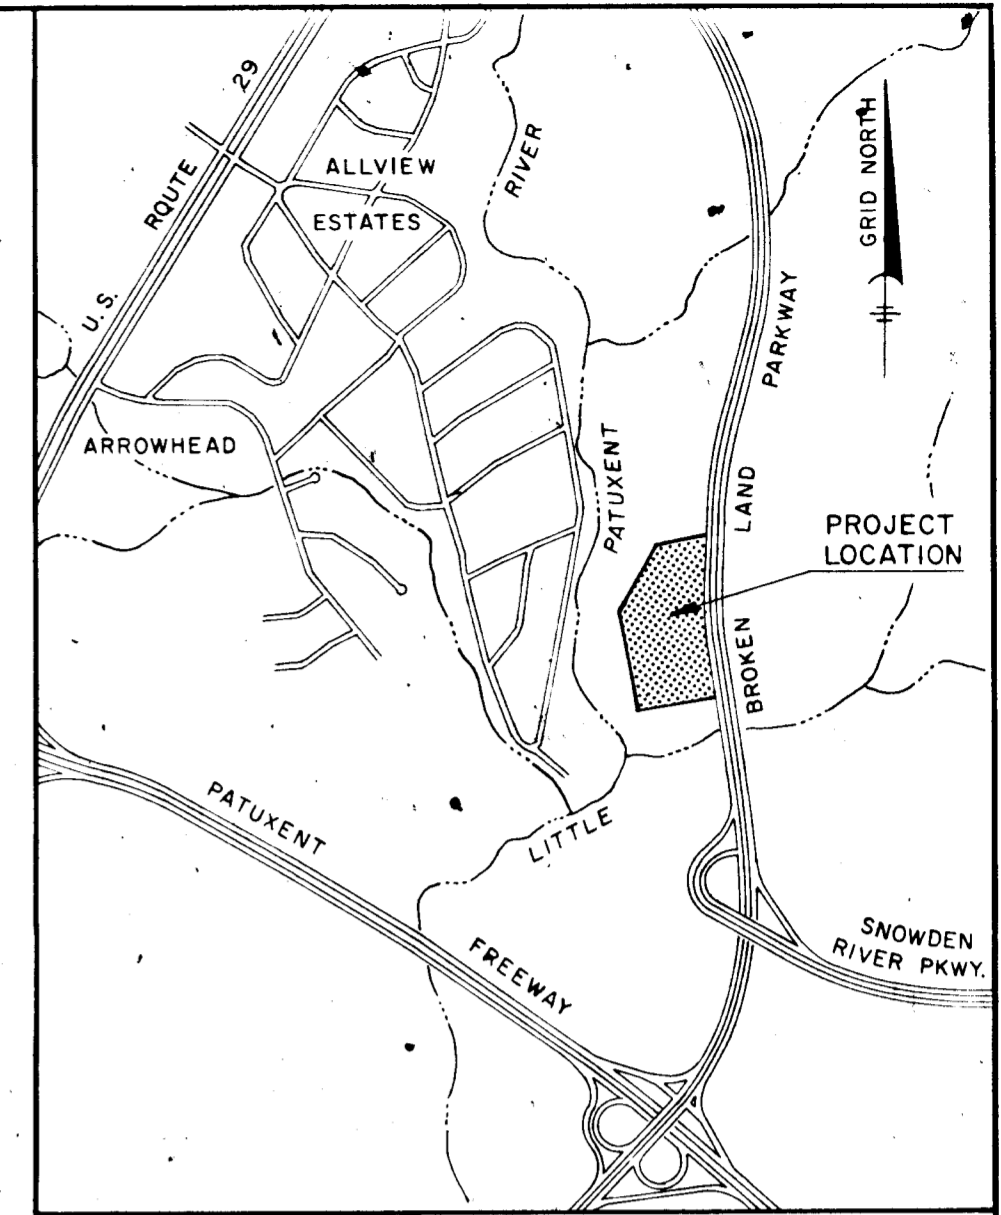 U.S. ROUTE 29
ALLVIEW
ESTATES
RIVER
GRID NORTH
PARKWAY
ARROWHEAD
PATUXENT
LAND
PROJECT
LOCATION
BROKEN
PATUXENT
LITTLE
FREEWAY
SNOWDEN
RIVER PKWY.